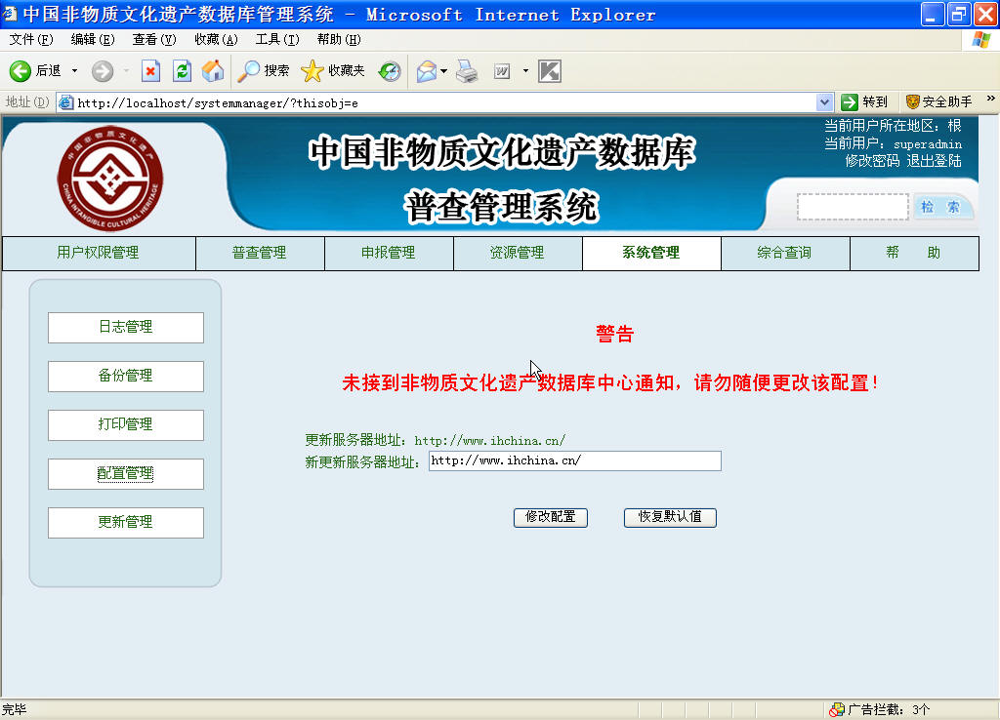 中国非物质文化遗产数据库管理系统 - Microsoft Internet Explorer
文件(F) 编辑(E) 查看(V) 收藏(A) 工具(T) 帮助(H)
后退 搜索 收藏夹
地址(D) http://localhost/systemmanager/?thisobj=e 转到 安全助手 »
中国非物质文化遗产
CHINA INTANGIBLE CULTURAL HERITAGE
中国非物质文化遗产数据库
普查管理系统
当前用户所在地区：根
当前用户：superadmin
修改密码 退出登陆
检 索
用户权限管理 普查管理 申报管理 资源管理 系统管理 综合查询 帮 助
日志管理
备份管理
打印管理
配置管理
更新管理
警告
未接到非物质文化遗产数据库中心通知，请勿随便更改该配置！
更新服务器地址：http://www.ihchina.cn/
新更新服务器地址：http://www.ihchina.cn/
修改配置 恢复默认值
完毕 广告拦截：3个